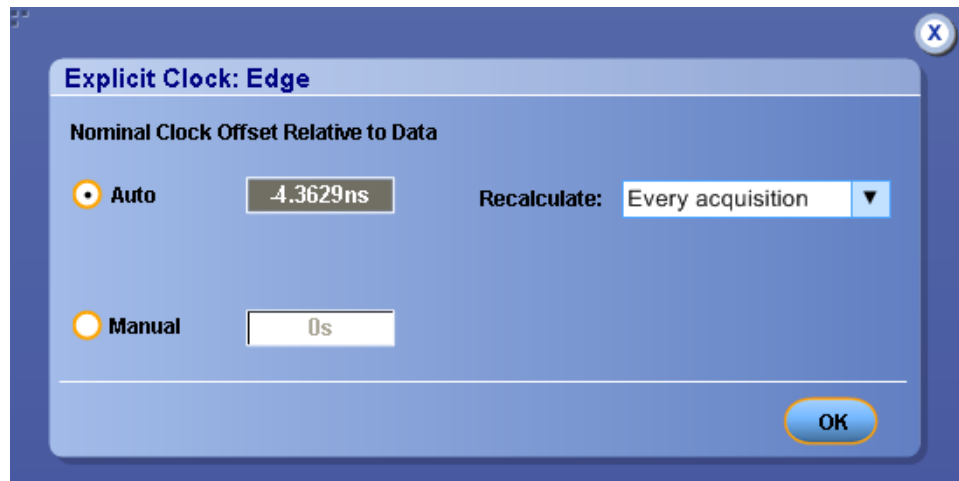 X
Explicit Clock: Edge
Nominal Clock Offset Relative to Data
Auto -4.3629ns Recalculate: Every acquisition
Manual 0s
OK